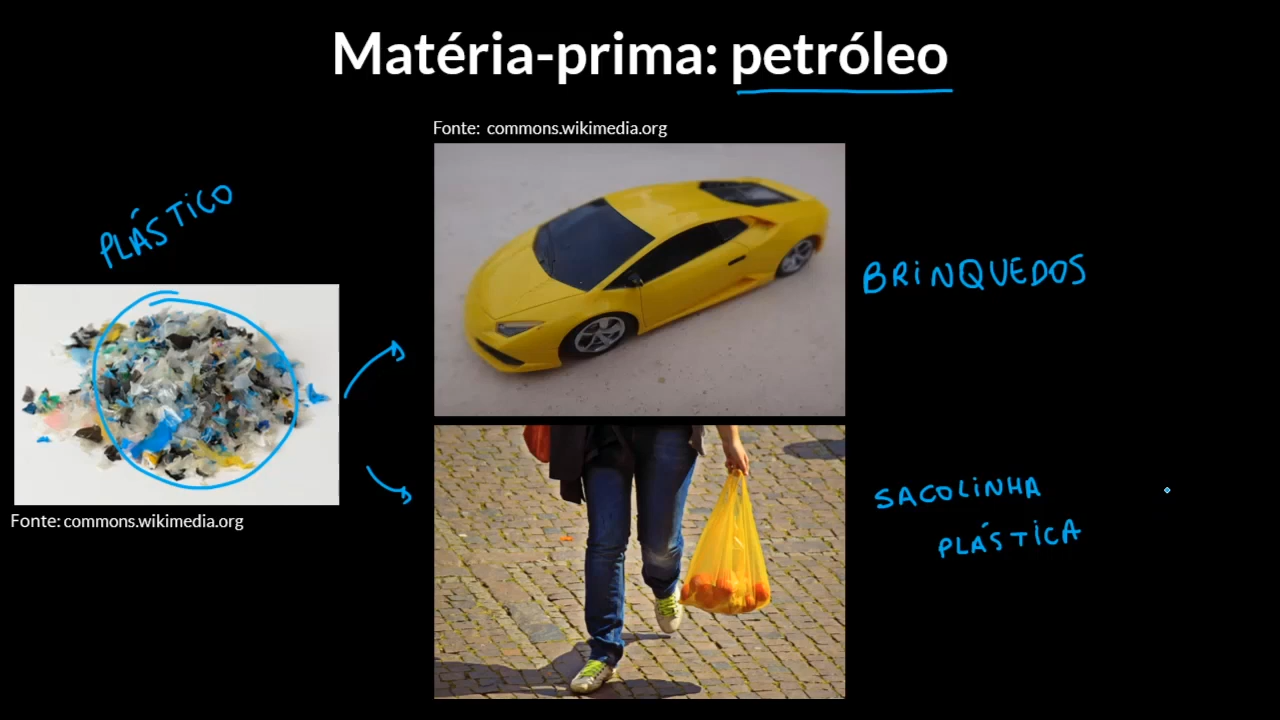 Matéria-prima: petróleo
Fonte: commons.wikimedia.org
PLÁSTICO
BRINQUEDOS
SACOLINHA
PLÁSTICA
Fonte: commons.wikimedia.org